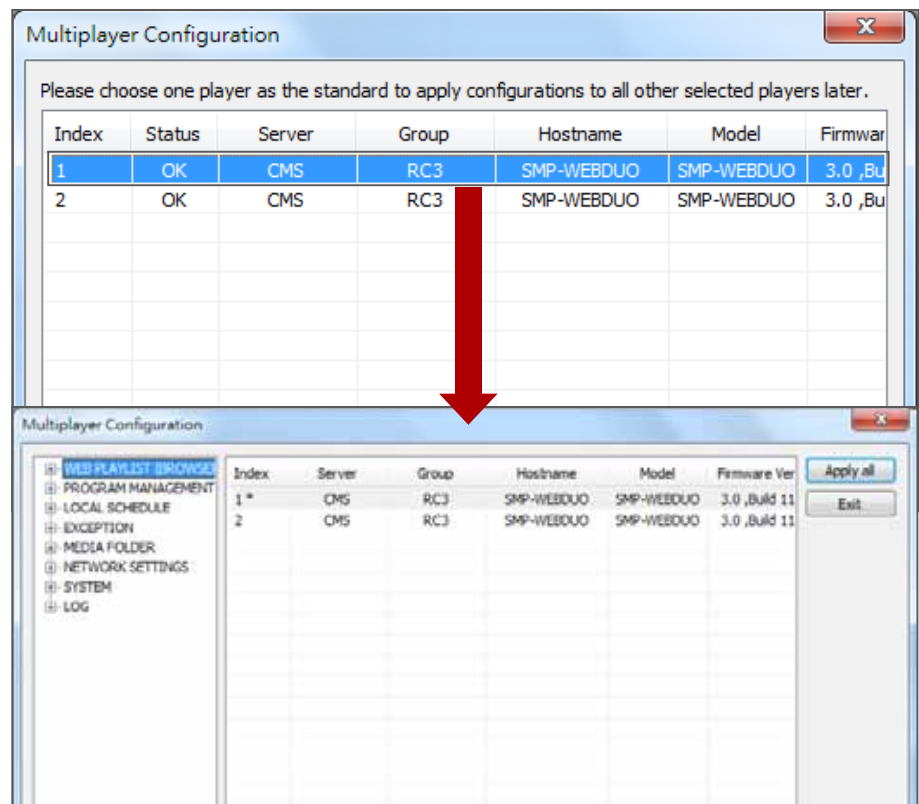 Multiplayer Configuration
Please choose one player as the standard to apply configurations to all other selected players later.
Index Status Server Group Hostname Model Firmwar
1 OK CMS RC3 SMP-WEBDUO SMP-WEBDUO 3.0 ,Bu
2 OK CMS RC3 SMP-WEBDUO SMP-WEBDUO 3.0 ,Bu
Multiplayer Configuration
WEB PLAYLIST (BROWSE
PROGRAM MANAGEMENT
LOCAL SCHEDULE
EXCEPTION
MEDIA FOLDER
NETWORK SETTINGS
SYSTEM
LOG
Index Server Group Hostname Model Firmware Ver
1 * CMS RC3 SMP-WEBDUO SMP-WEBDUO 3.0 ,Build 11
2 CMS RC3 SMP-WEBDUO SMP-WEBDUO 3.0 ,Build 11
Apply all
Exit